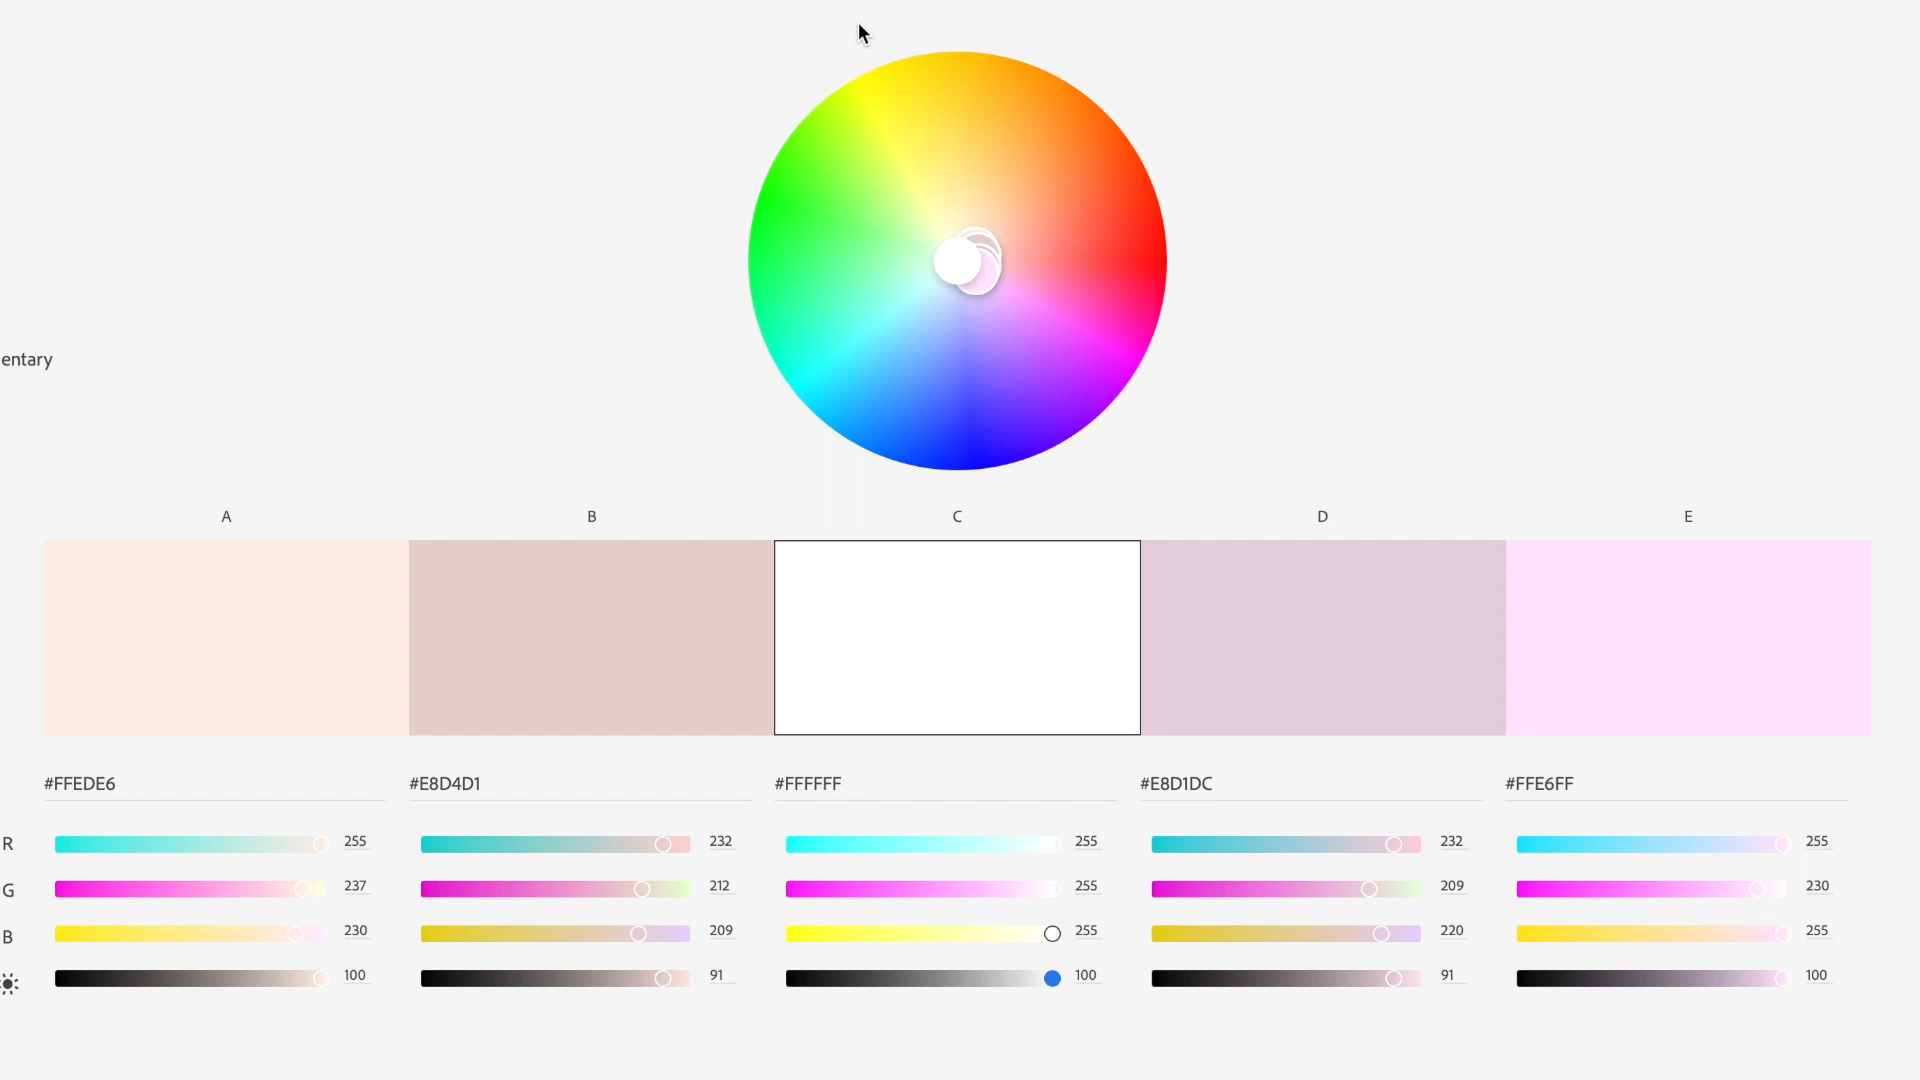 entary
A B C D E
#FFEDE6 #E8D4D1 #FFFFFF #E8D1DC #FFE6FF
R 255 232 255 232 255
G 237 212 255 209 230
B 230 209 255 220 255
100 91 100 91 100